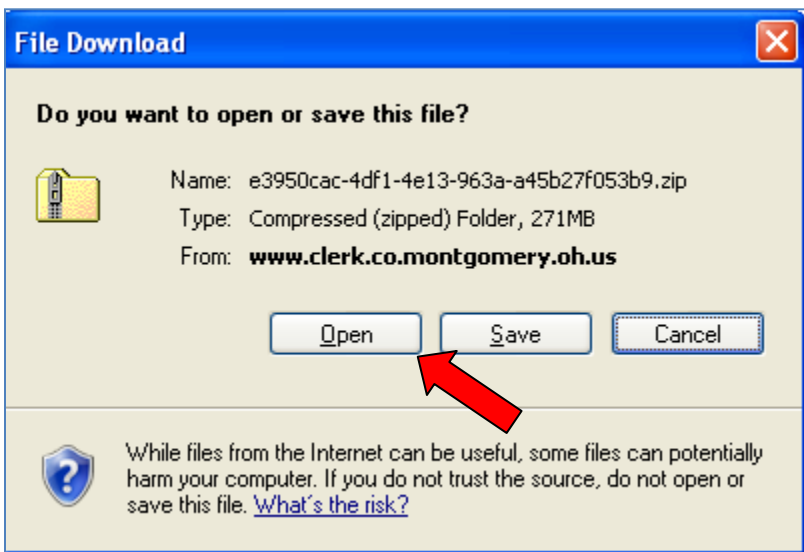 File Download
Do you want to open or save this file?
Name: e3950cac-4df1-4e13-963a-a45b27f053b9.zip
Type: Compressed (zipped) Folder, 271MB
From: www.clerk.co.montgomery.oh.us
Open Save Cancel
While files from the Internet can be useful, some files can potentially
harm your computer. If you do not trust the source, do not open or
save this file. What's the risk?